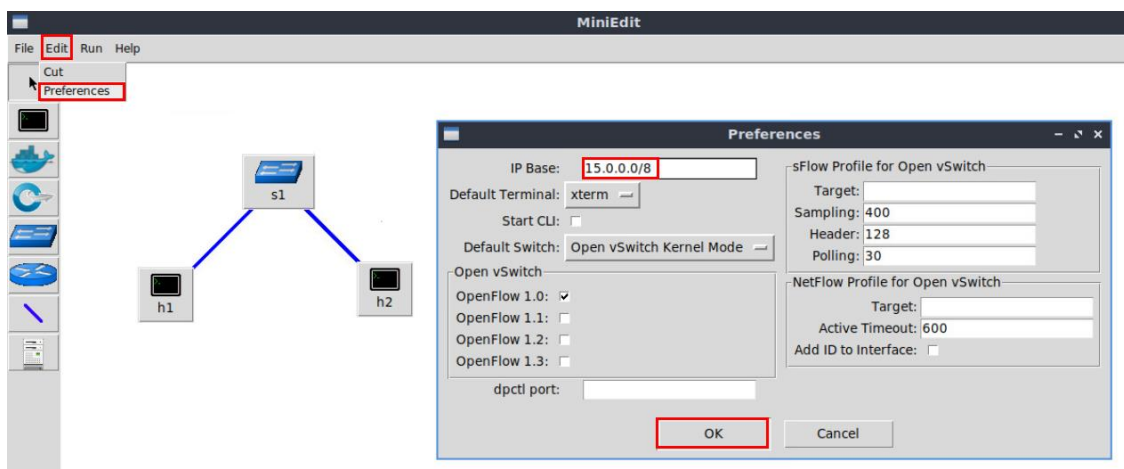 MiniEdit
File Edit Run Help
Cut
Preferences
s1
h1
h2
Preferences
IP Base: 15.0.0.0/8
Default Terminal: xterm
Start CLI:
Default Switch: Open vSwitch Kernel Mode
Open vSwitch
OpenFlow 1.0:
OpenFlow 1.1:
OpenFlow 1.2:
OpenFlow 1.3:
dpctl port:
sFlow Profile for Open vSwitch
Target:
Sampling: 400
Header: 128
Polling: 30
NetFlow Profile for Open vSwitch
Target:
Active Timeout: 600
Add ID to Interface:
OK
Cancel